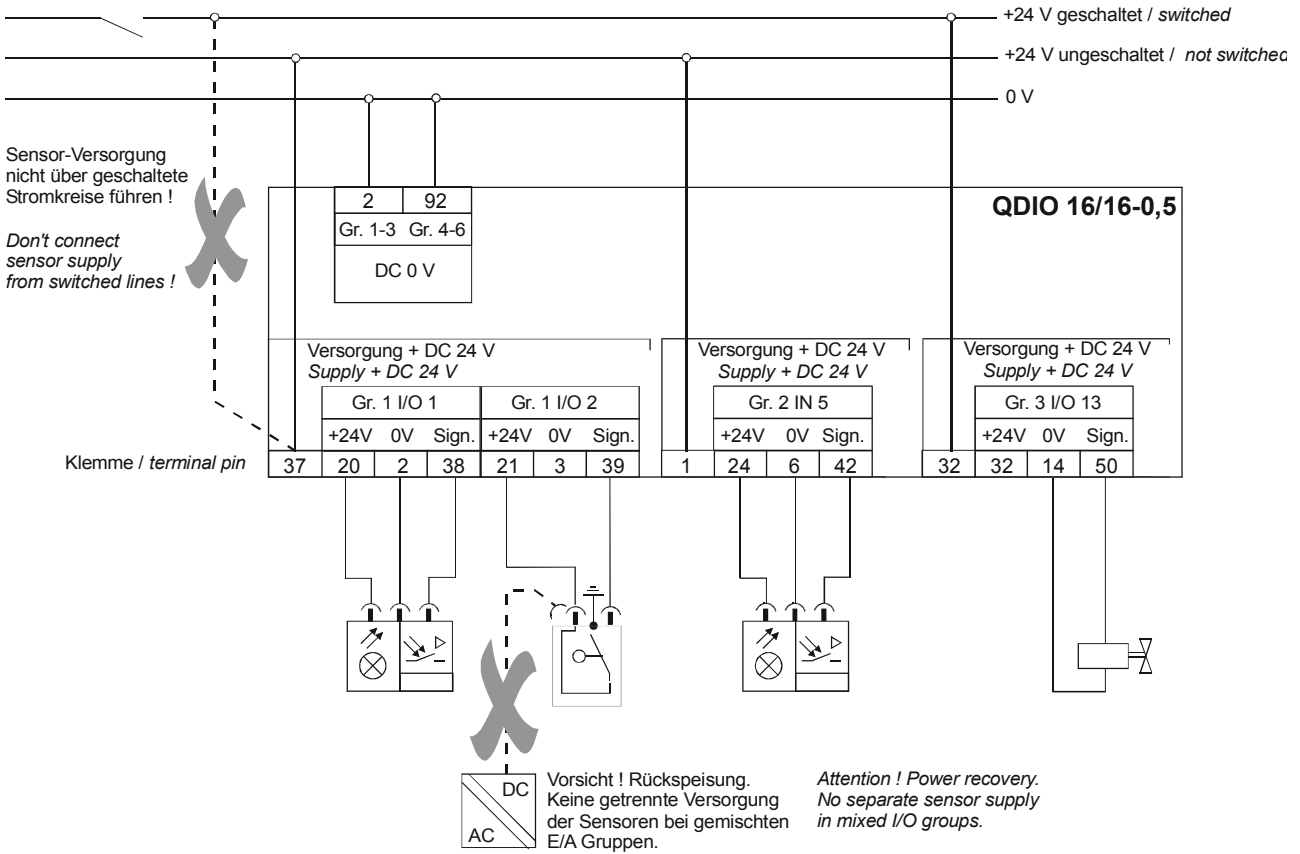 +24 V geschaltet / switched
+24 V ungeschaltet / not switched
0 V
Sensor-Versorgung
nicht über geschaltete
Stromkreise führen !
Don't connect
sensor supply
from switched lines !
2 92
Gr. 1-3 Gr. 4-6
DC 0 V
QDIO 16/16-0,5
Versorgung + DC 24 V
Supply + DC 24 V
Gr. 1 I/O 1 Gr. 1 I/O 2
+24V 0V Sign. +24V 0V Sign.
Versorgung + DC 24 V
Supply + DC 24 V
Gr. 2 IN 5
+24V 0V Sign.
Versorgung + DC 24 V
Supply + DC 24 V
Gr. 3 I/O 13
+24V 0V Sign.
Klemme / terminal pin 37 20 2 38 21 3 39 1 24 6 42 32 32 14 50
DC
AC
Vorsicht ! Rückspeisung.
Keine getrennte Versorgung
der Sensoren bei gemischten
E/A Gruppen.
Attention ! Power recovery.
No separate sensor supply
in mixed I/O groups.